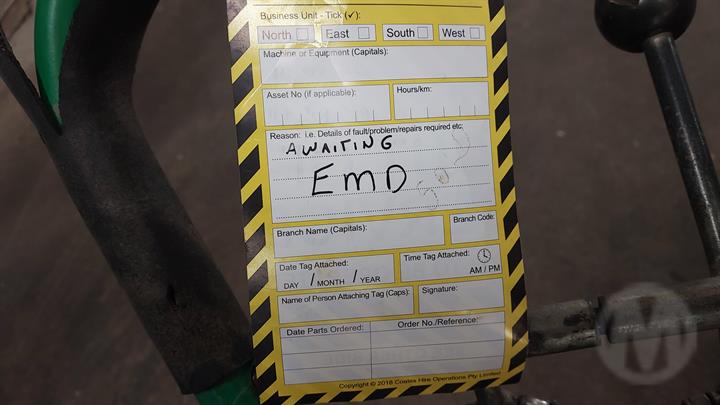 Business Unit - Tick (✓):
North East South West
Machine or Equipment (Capitals):
Asset No (if applicable): Hours/km:
Reason: i.e. Details of fault/problem/repairs required etc:
AWAITING
EMD
Branch Name (Capitals): Branch Code:
Date Tag Attached: Time Tag Attached:
DAY / MONTH / YEAR AM / PM
Name of Person Attaching Tag (Caps): Signature:
Date Parts Ordered: Order No./Reference:
Copyright © 2018 Coates Hire Operations Pty Limited
M